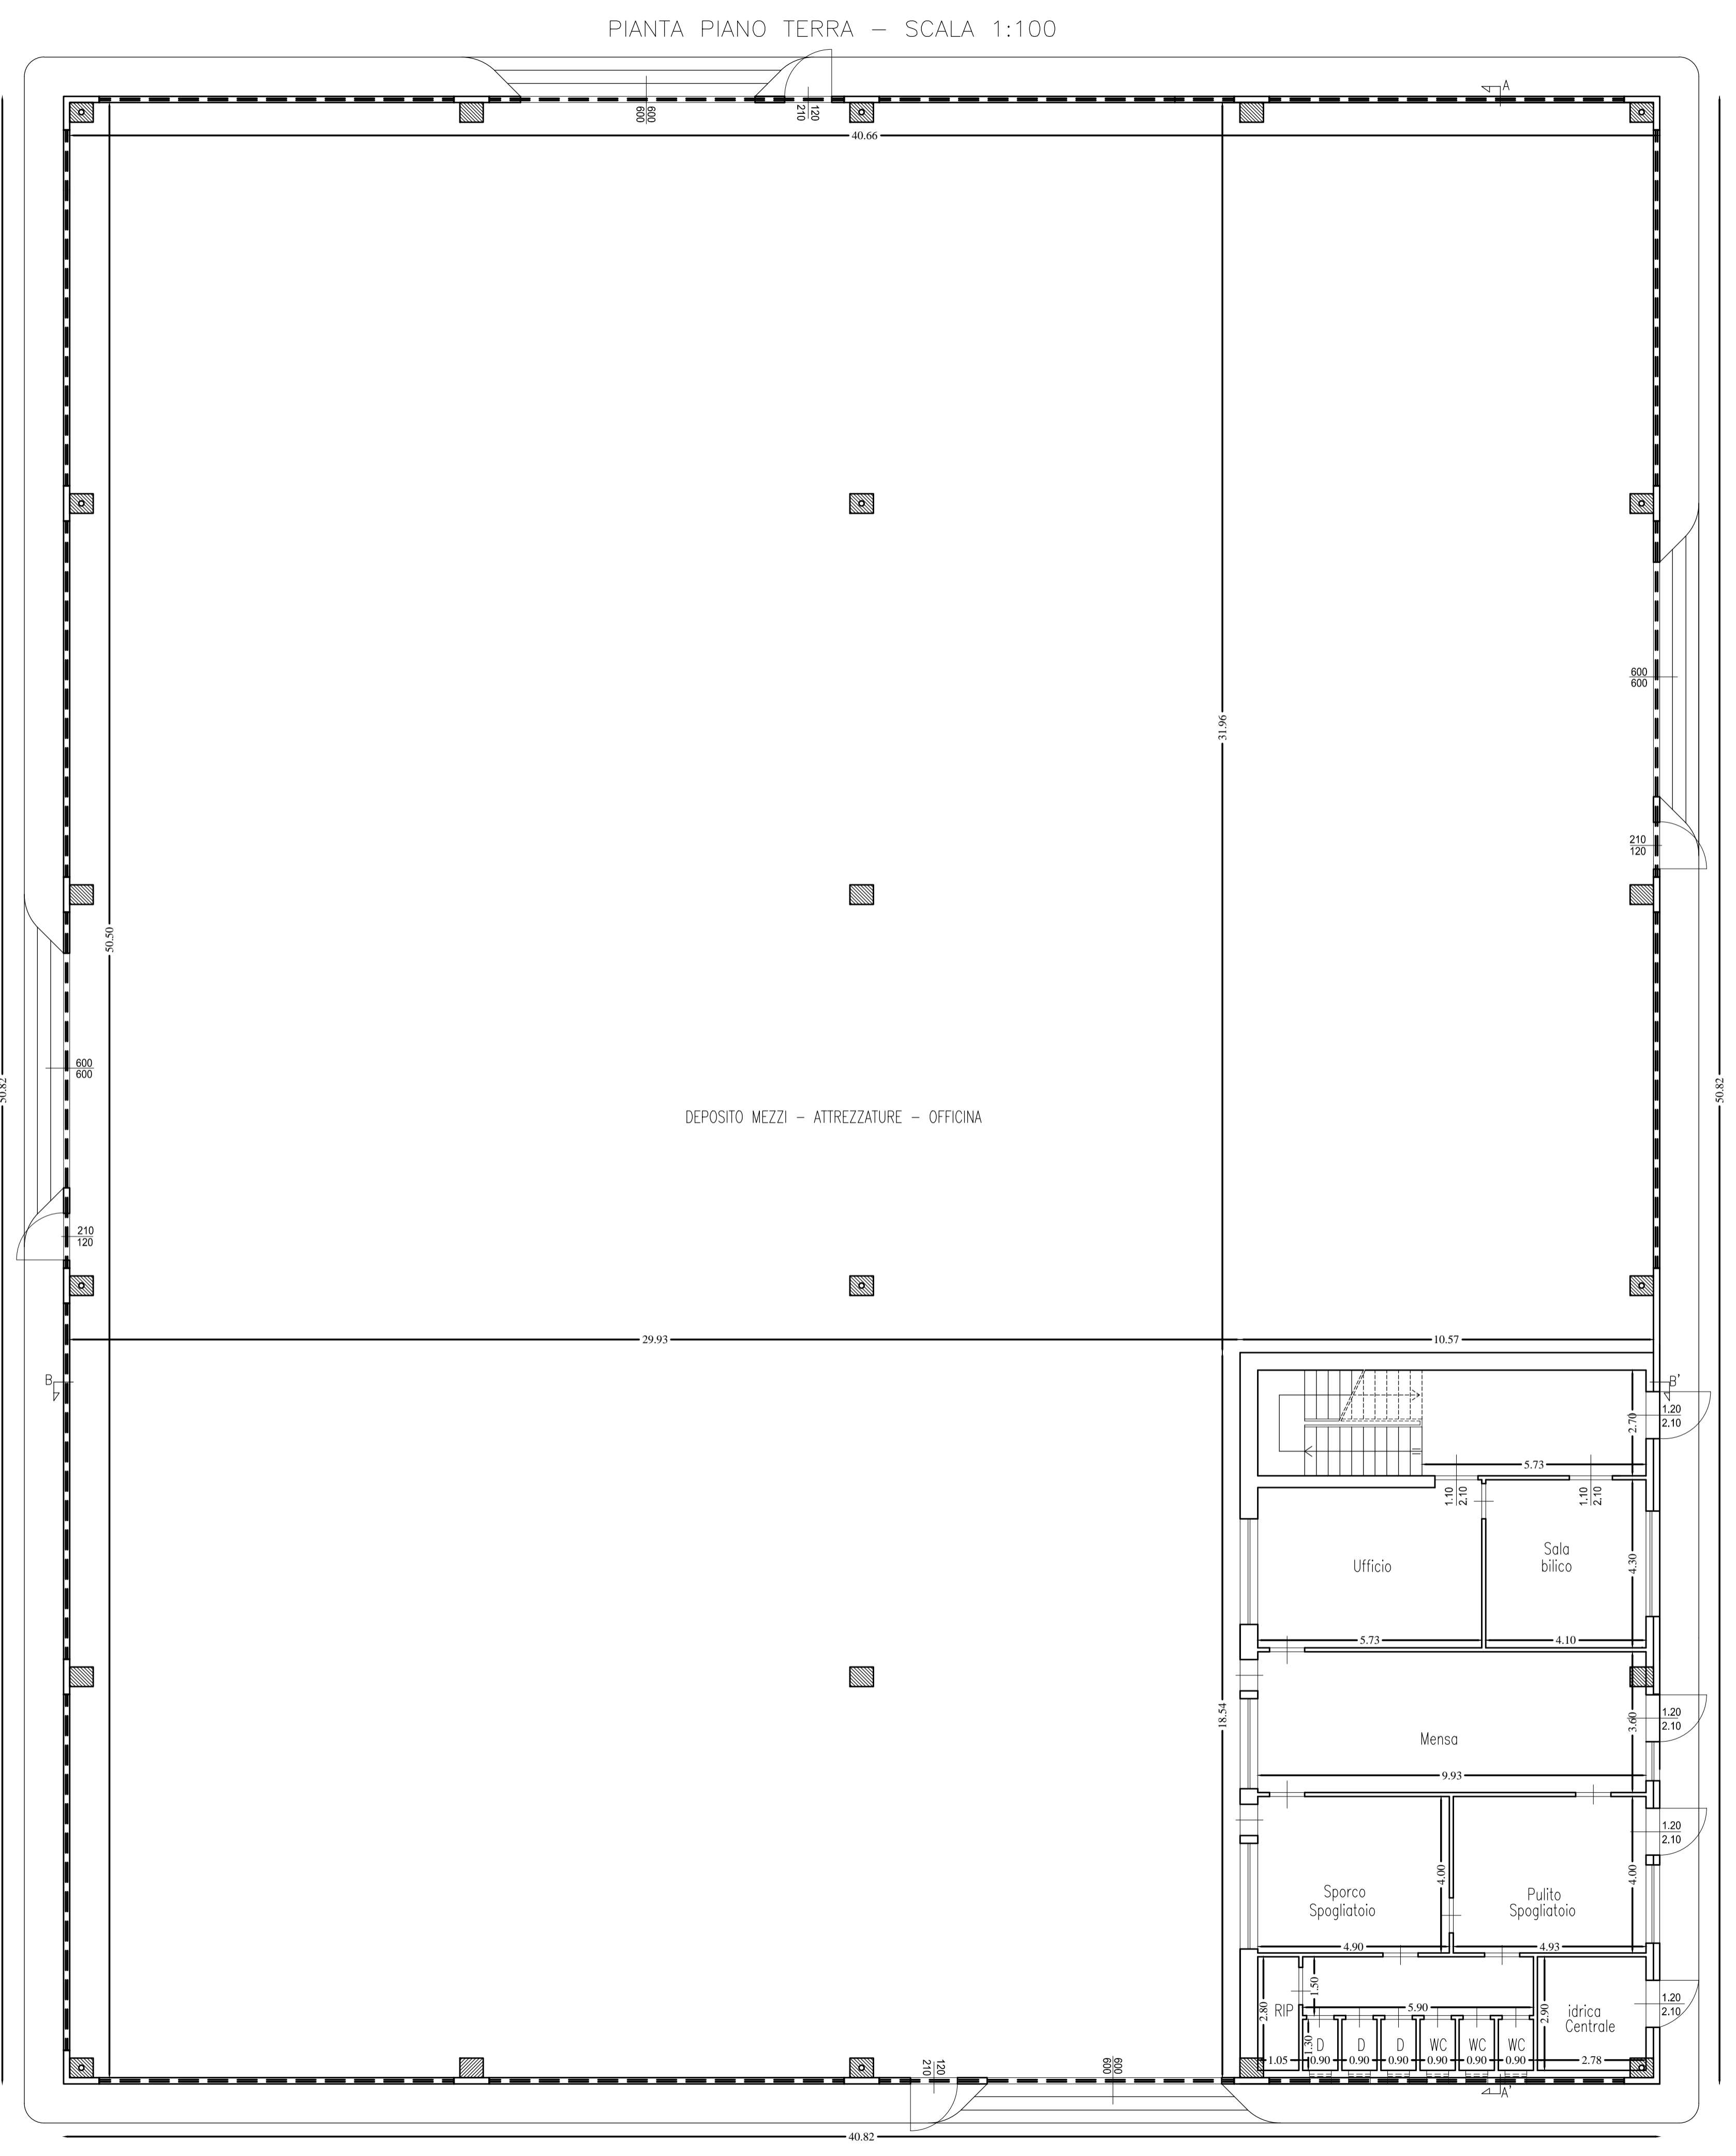 PIANTA PIANO TERRA – SCALA 1:100
A
600
600
120
210
40.66
600
600
31.96
210
120
50.50
50.82
50.82
600
600
DEPOSITO MEZZI – ATTREZZATURE – OFFICINA
210
120
29.93
10.57
B
B'
1.20
2.10
2.70
5.73
1.10
2.10
1.10
2.10
Ufficio
Sala
bilico
4.30
5.73
4.10
18.54
1.20
2.10
3.60
Mensa
9.93
1.20
2.10
4.00
4.00
Sporco
Spogliatoio
Pulito
Spogliatoio
4.90
4.93
1.50
2.80
RIP
5.90
2.90
idrica
Centrale
1.20
2.10
1.30
D
D
D
WC
WC
WC
1.05
0.90
0.90
0.90
0.90
0.90
0.90
2.78
120
210
600
600
A'
40.82